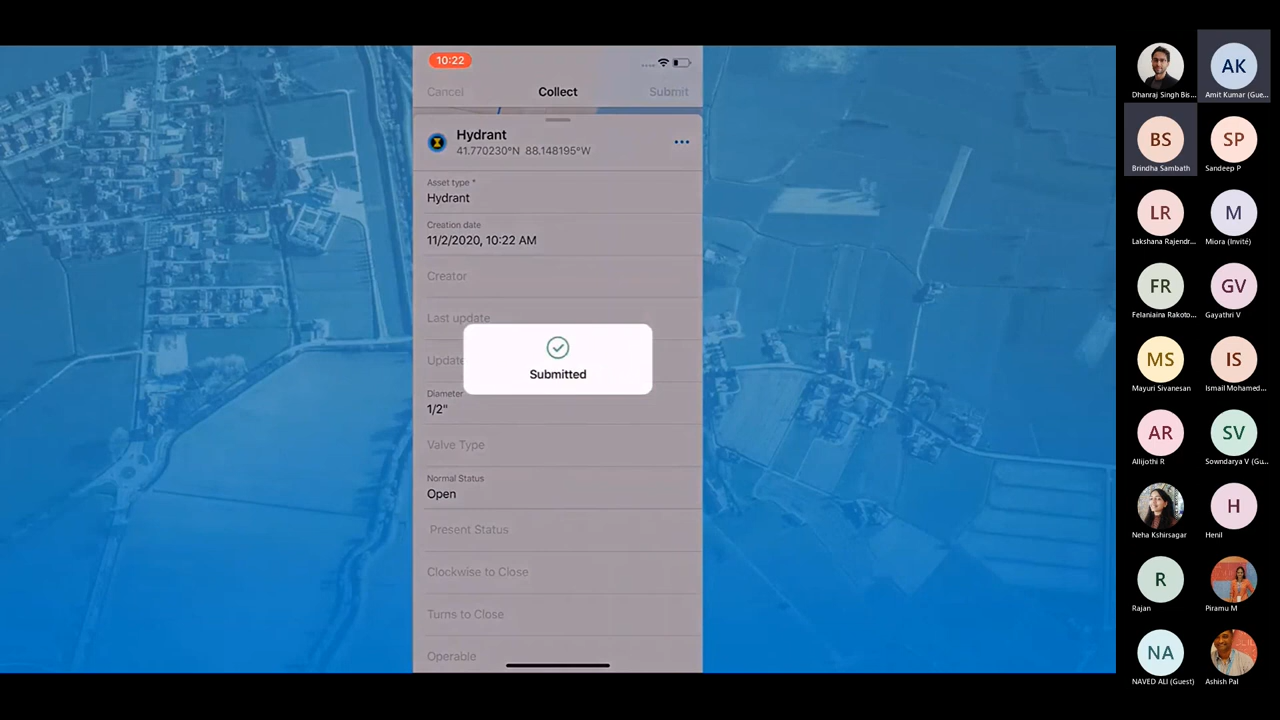 10:22
Cancel
Collect
Submit
Hydrant
41.770230°N 88.148195°W
Asset type *
Hydrant
Creation date
11/2/2020, 10:22 AM
Creator
Last update
Update
Submitted
Diameter
1/2"
Valve Type
Normal Status
Open
Present Status
Clockwise to Close
Turns to Close
Operable
Dhanraj Singh Bis...
AK
Amit Kumar (Gue...
BS
Brindha Sambath
SP
Sandeep P
LR
Lakshana Rajendr...
M
Miora (Invité)
FR
Felaniaina Rakoto...
GV
Gayathri V
MS
Mayuri Sivanesan
IS
Ismail Mohamed...
AR
Allijothi R
SV
Sowndarya V (Gu...
Neha Kshirsagar
H
Henil
R
Rajan
Piramu M
NA
NAVED ALI (Guest)
Ashish Pal